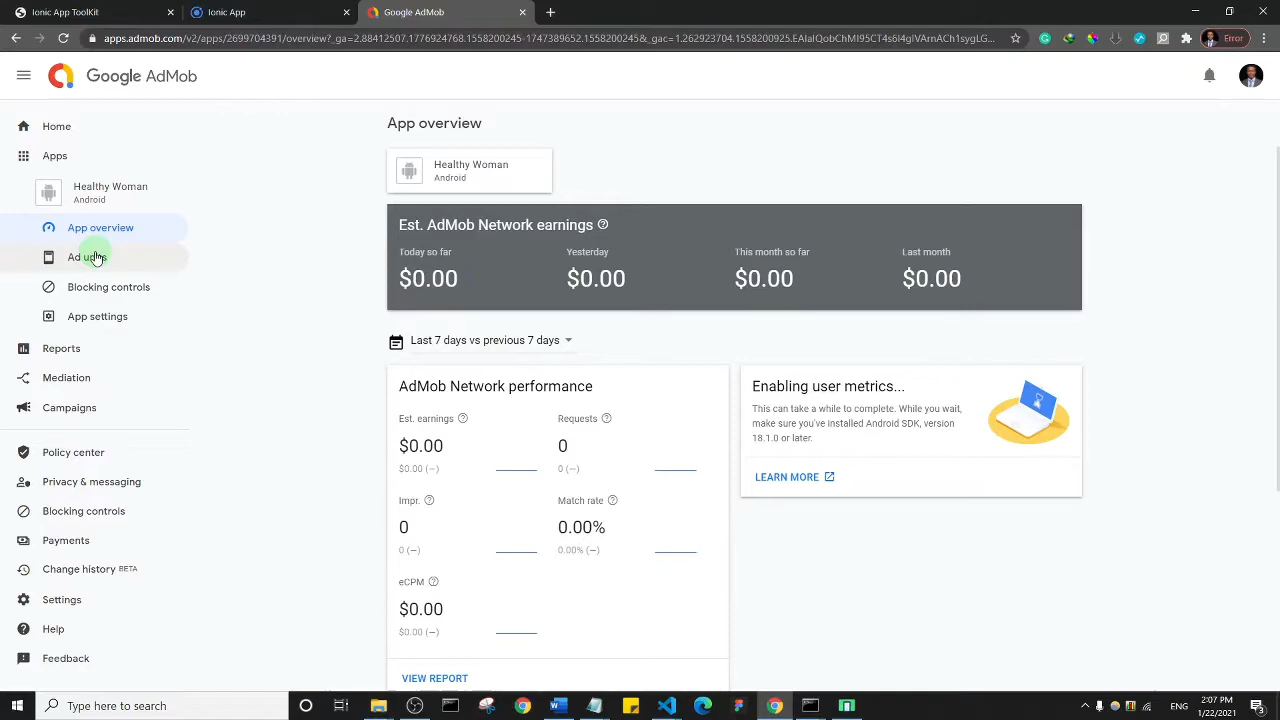 Ionic App ToolKit
Ionic App
Google AdMob
apps.admob.com/v2/apps/2699704391/overview?_ga=2.88412507.1776924768.1558200245-1747389652.1558200245&_gac=1.262923704.1558200245.
Error
Google AdMob
Home
Apps
Healthy Woman
Android
App overview
Ad
Blocking controls
App settings
Reports
Mediation
Campaigns
Policy center
Privacy & messaging
Blocking controls
Payments
Change history BETA
Settings
Help
Feedback
App overview
Healthy Woman
Android
Est. AdMob Network earnings
Today so far
Yesterday
This month so far
Last month
$0.00
$0.00
$0.00
$0.00
Last 7 days vs previous 7 days
AdMob Network performance
Est. earnings
Requests
$0.00
0
$0.00 (—)
0 (—)
Impr.
Match rate
0
0.00%
0 (—)
0.00% (—)
eCPM
$0.00
$0.00 (—)
VIEW REPORT
Enabling user metrics...
This can take a while to complete. While you wait,
make sure you've installed Android SDK, version
18.1.0 or later.
LEARN MORE
Type here to search
ENG
2:07 PM
1/22/2021